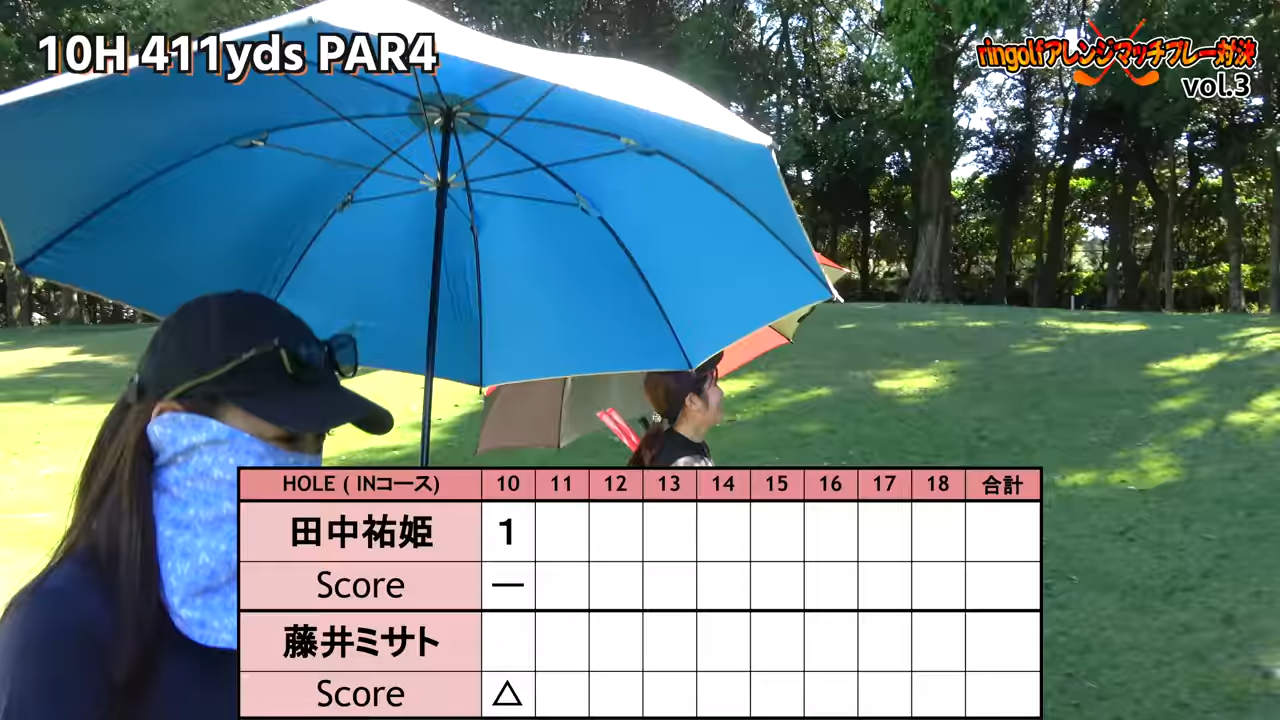 10H 411yds PAR4
ringolfアレンジマッチプレー対決
vol.3
HOLE ( INコース) 10 11 12 13 14 15 16 17 18 合計
田中祐姫 1
Score —
藤井ミサト
Score △